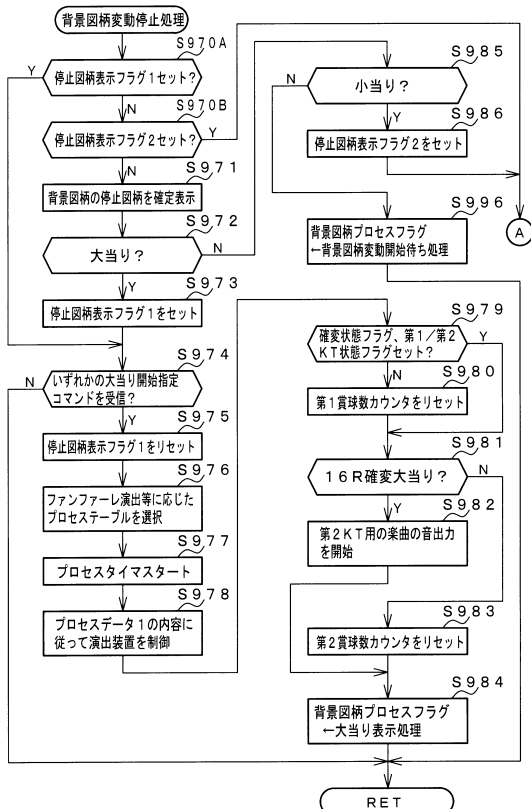 背景図柄変動停止処理
S970A
停止図柄表示フラグ1セット?
Y
N
S970B
停止図柄表示フラグ2セット?
Y
N
S971
背景図柄の停止図柄を確定表示
S972
大当り?
N
Y
S973
停止図柄表示フラグ1をセット
S974
いずれかの大当り開始指定
コマンドを受信?
N
Y
S975
停止図柄表示フラグ1をリセット
S976
ファンファーレ演出等に応じた
プロセステーブルを選択
S977
プロセスタイマスタート
S978
プロセスデータ1の内容に
従って演出装置を制御
S979
確変状態フラグ、第1/第2
KT状態フラグセット?
Y
N
S980
第1賞球数カウンタをリセット
S981
16R確変大当り?
N
Y
S982
第2KT用の楽曲の音出力
を開始
S983
第2賞球数カウンタをリセット
S984
背景図柄プロセスフラグ
←大当り表示処理
S985
小当り?
N
Y
S986
停止図柄表示フラグ2をセット
S996
背景図柄プロセスフラグ
←背景図柄変動開始待ち処理
A
RET